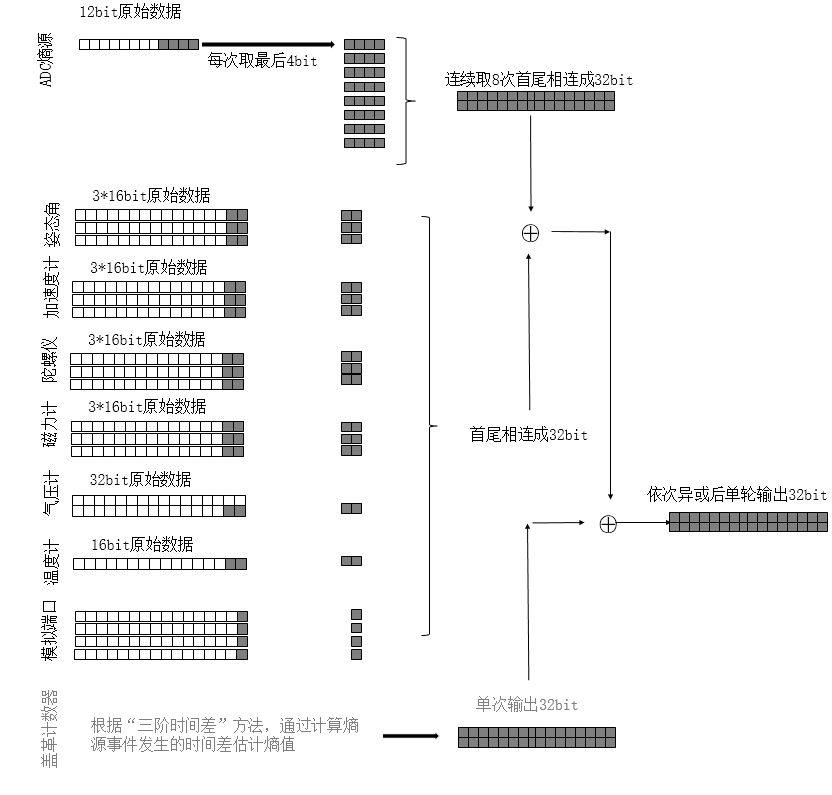 12bit原始数据
ADC熵源
每次取最后4bit
连续取8次首尾相连成32bit
3*16bit原始数据
姿态角
3*16bit原始数据
加速度计
3*16bit原始数据
陀螺仪
3*16bit原始数据
磁力计
首尾相连成32bit
32bit原始数据
气压计
依次异或后单轮输出32bit
16bit原始数据
温度计
模拟端口
盖革计数器
单次输出32bit
根据“三阶时间差”方法，通过计算熵
源事件发生的时间差估计熵值